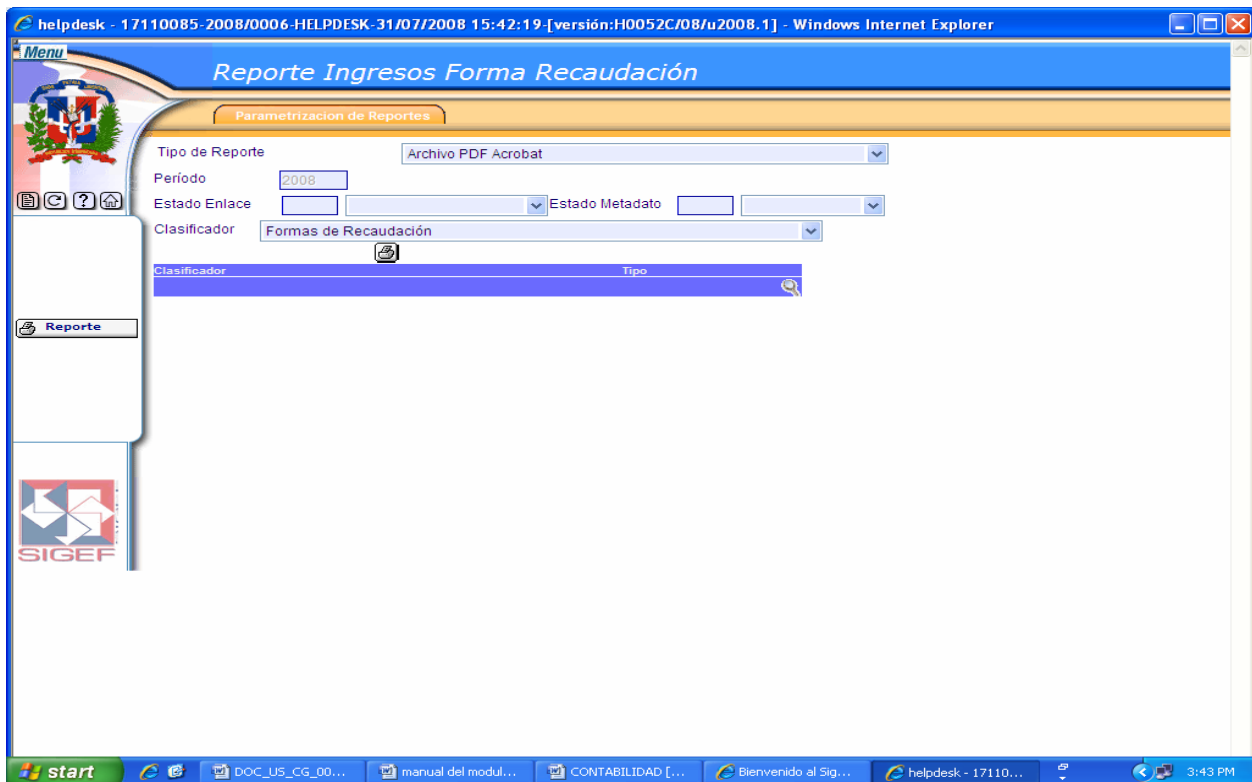 helpdesk - 17110085-2008/0006-HELPDESK-31/07/2008 15:42:19-[versión:H0052C/08/u2008.1] - Windows Internet Explorer
Menu
Reporte Ingresos Forma Recaudación
Parametrizacion de Reportes
Tipo de Reporte Archivo PDF Acrobat
Período 2008
Estado Enlace Estado Metadato
Clasificador Formas de Recaudación
Clasificador Tipo
Reporte
SIGEF
start DOC_US_CG_00... manual del modul... CONTABILIDAD [... Bienvenido al Sig... helpdesk - 17110... 3:43 PM